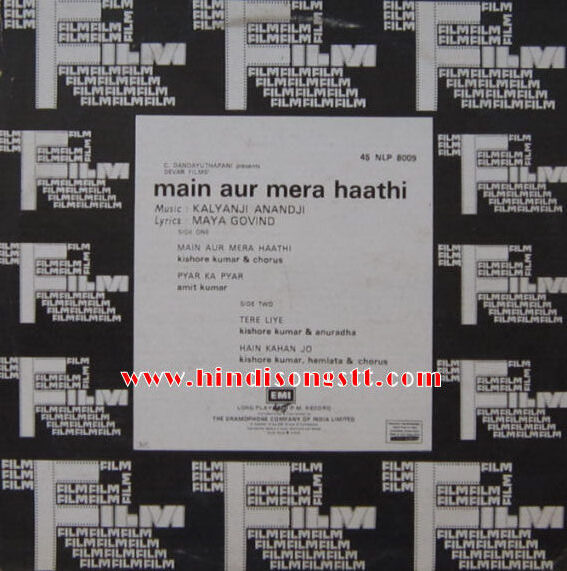 FILM
C. DANDAYUTHAPANI presents
DEVAR FILMS'
45 NLP 8009
main aur mera haathi
Music : KALYANJI ANANDJI
Lyrics : MAYA GOVIND
SIDE ONE
MAIN AUR MERA HAATHI
kishore kumar & chorus
PYAR KA PYAR
amit kumar
SIDE TWO
TERE LIYE
kishore kumar & anuradha
HAIN KAHAN JO
kishore kumar, hemlata & chorus
www.hindisongstt.com
EMI
LONG PLAY R.P.M. RECORD
THE GRAMOPHONE COMPANY OF INDIA LIMITED